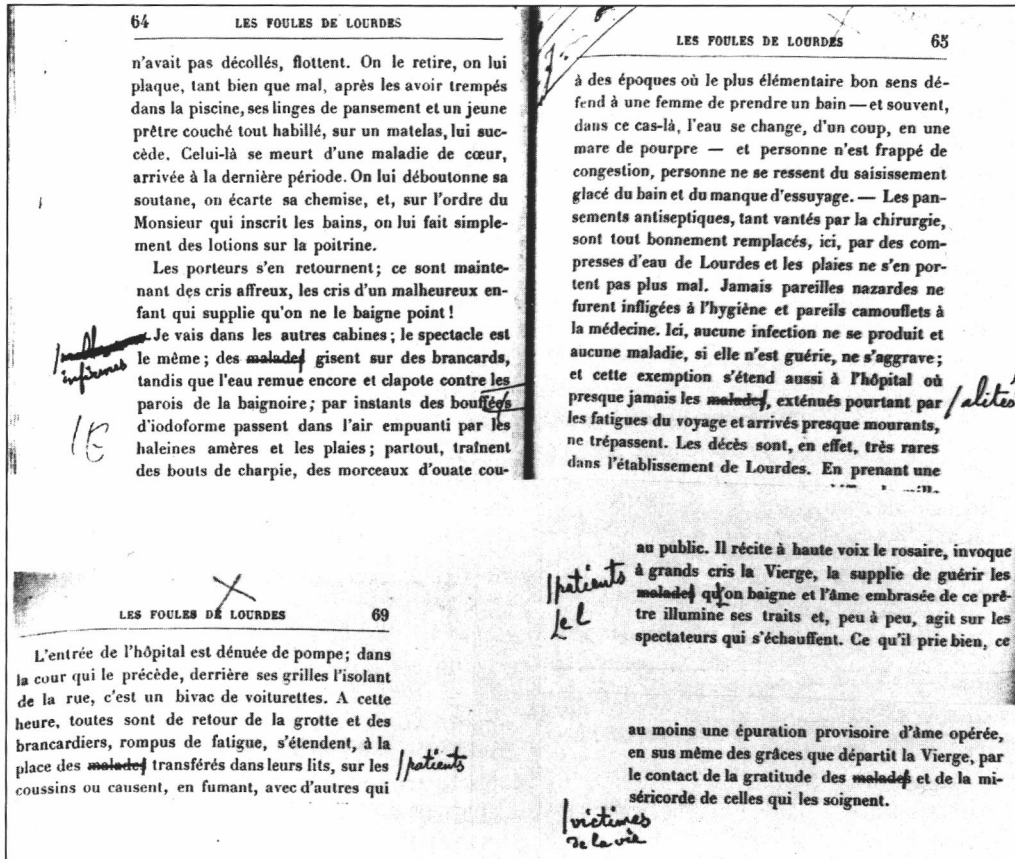 64 LES FOULES DE LOURDES
n'avait pas décollés, flottent. On le retire, on lui
plaque, tant bien que mal, après les avoir trempés
dans la piscine, ses linges de pansement et un jeune
prêtre couché tout habillé, sur un matelas, lui suc-
cède. Celui-là se meurt d'une maladie de cœur,
arrivée à la dernière période. On lui déboutonne sa
soutane, on écarte sa chemise, et, sur l'ordre du
Monsieur qui inscrit les bains, on lui fait simple-
ment des lotions sur la poitrine.
Les porteurs s'en retournent; ce sont mainte-
nant des cris affreux, les cris d'un malheureux en-
fant qui supplie qu'on ne le baigne point!
Je vais dans les autres cabines; le spectacle est
infirmes
le même; des malades gisent sur des brancards,
tandis que l'eau remue encore et clapote contre les
parois de la baignoire; par instants des bouffées
d'iodoforme passent dans l'air empuanti par les
haleines amères et les plaies; partout, traînent
des bouts de charpie, des morceaux d'ouate cou-
LES FOULES DE LOURDES 65
à des époques où le plus élémentaire bon sens dé-
fend à une femme de prendre un bain — et souvent,
dans ce cas-là, l'eau se change, d'un coup, en une
mare de pourpre — et personne n'est frappé de
congestion, personne ne se ressent du saisissement
glacé du bain et du manque d'essuyage. — Les pan-
sements antiseptiques, tant vantés par la chirurgie,
sont tout bonnement remplacés, ici, par des com-
presses d'eau de Lourdes et les plaies ne s'en por-
tent pas plus mal. Jamais pareilles nazardes ne
furent infligées à l'hygiène et pareils camouflets à
la médecine. Ici, aucune infection ne se produit et
aucune maladie, si elle n'est guérie, ne s'aggrave;
et cette exemption s'étend aussi à l'hôpital où
presque jamais les malades, exténués pourtant par
alités
les fatigues du voyage et arrivés presque mourants,
ne trépassent. Les décès sont, en effet, très rares
dans l'établissement de Lourdes. En prenant une
LES FOULES DE LOURDES 69
L'entrée de l'hôpital est dénuée de pompe; dans
la cour qui le précède, derrière ses grilles l'isolant
de la rue, c'est un bivac de voiturettes. A cette
heure, toutes sont de retour de la grotte et des
brancardiers, rompus de fatigue, s'étendent, à la
place des malades transférés dans leurs lits, sur les
patients
coussins ou causent, en fumant, avec d'autres qui
au public. Il récite à haute voix le rosaire, invoque
patients
à grands cris la Vierge, la supplie de guérir les
malades qu'on baigne et l'âme embrasée de ce prê-
tre illumine ses traits et, peu à peu, agit sur les
spectateurs qui s'échauffent. Ce qu'il prie bien, ce
au moins une épuration provisoire d'âme opérée,
en sus même des grâces que départit la Vierge, par
le contact de la gratitude des malades et de la mi-
séricorde de celles qui les soignent.
victimes
de la vie